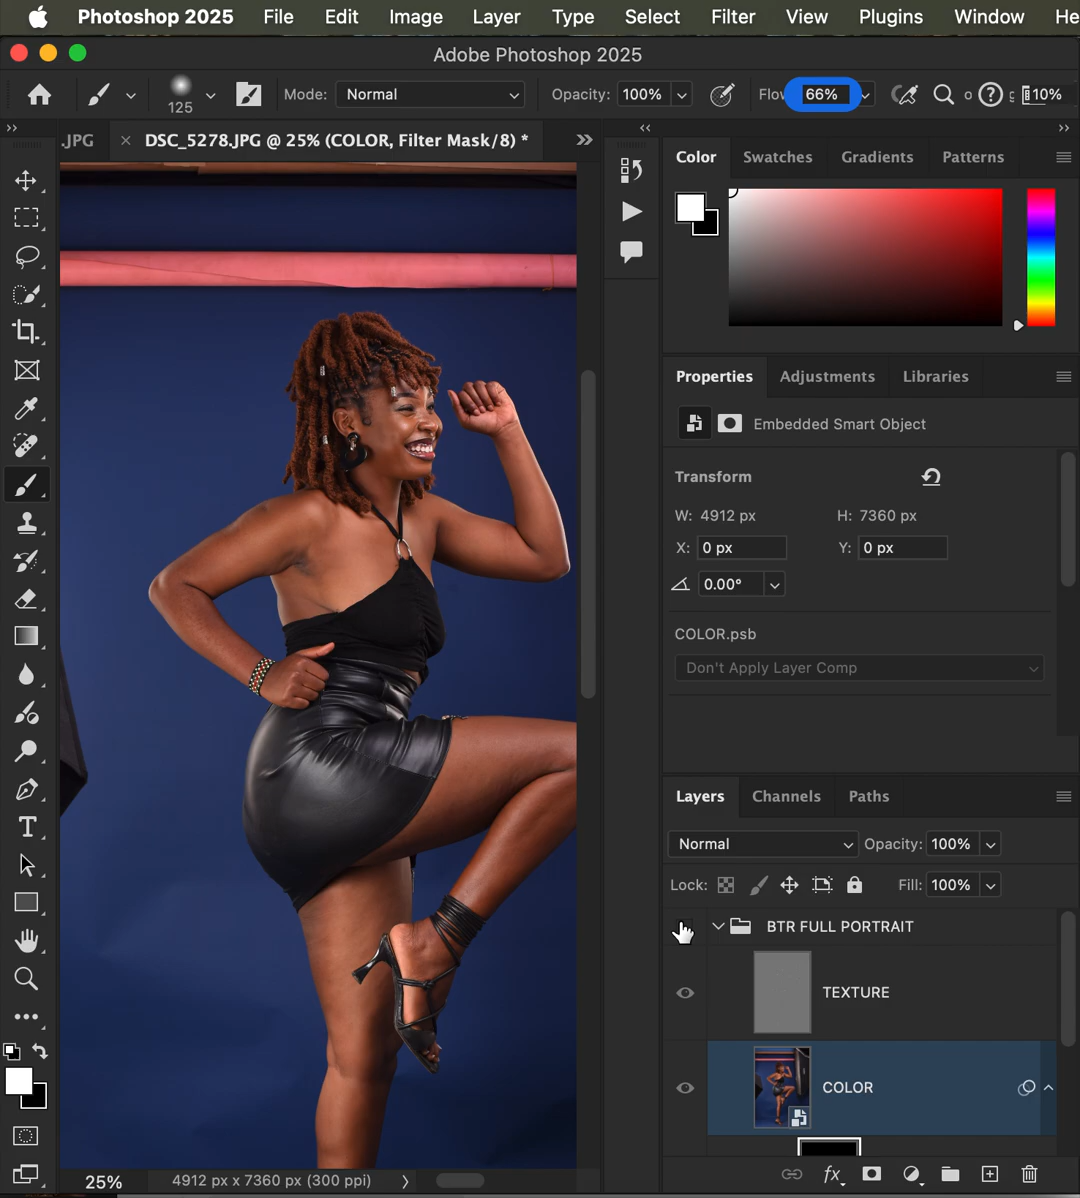 Photoshop 2025 File Edit Image Layer Type Select Filter View Plugins Window He
Adobe Photoshop 2025
125 Mode: Normal Opacity: 100% Flo 66% 10%
.JPG × DSC_5278.JPG @ 25% (COLOR, Filter Mask/8) *
Color Swatches Gradients Patterns
Properties Adjustments Libraries
Embedded Smart Object
Transform
W: 4912 px H: 7360 px
X: 0 px Y: 0 px
0.00°
COLOR.psb
Don't Apply Layer Comp
Layers Channels Paths
Normal Opacity: 100%
Lock: Fill: 100%
BTR FULL PORTRAIT
TEXTURE
COLOR
fx
25% 4912 px x 7360 px (300 ppi)